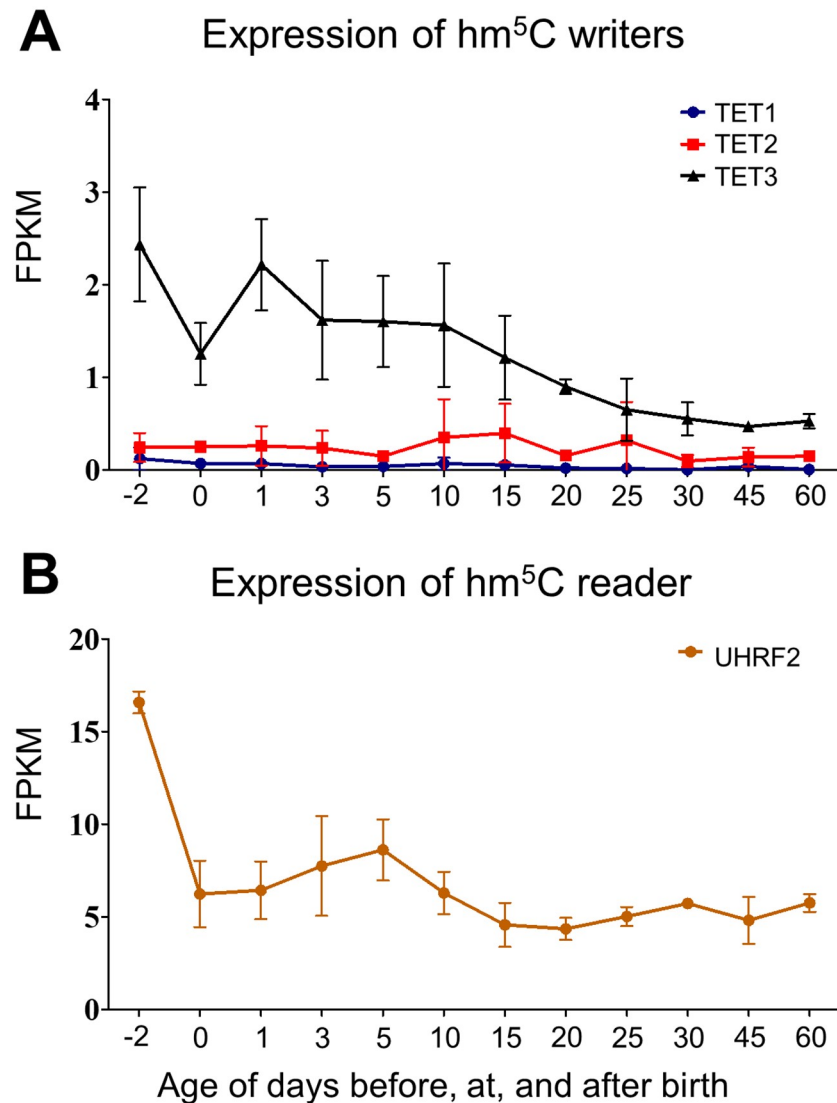 A
Expression of hm⁵C writers
4
3
2
1
0
FPKM
TET1
TET2
TET3
-2 0 1 3 5 10 15 20 25 30 45 60
B
Expression of hm⁵C reader
20
15
10
5
0
FPKM
UHRF2
-2 0 1 3 5 10 15 20 25 30 45 60
Age of days before, at, and after birth